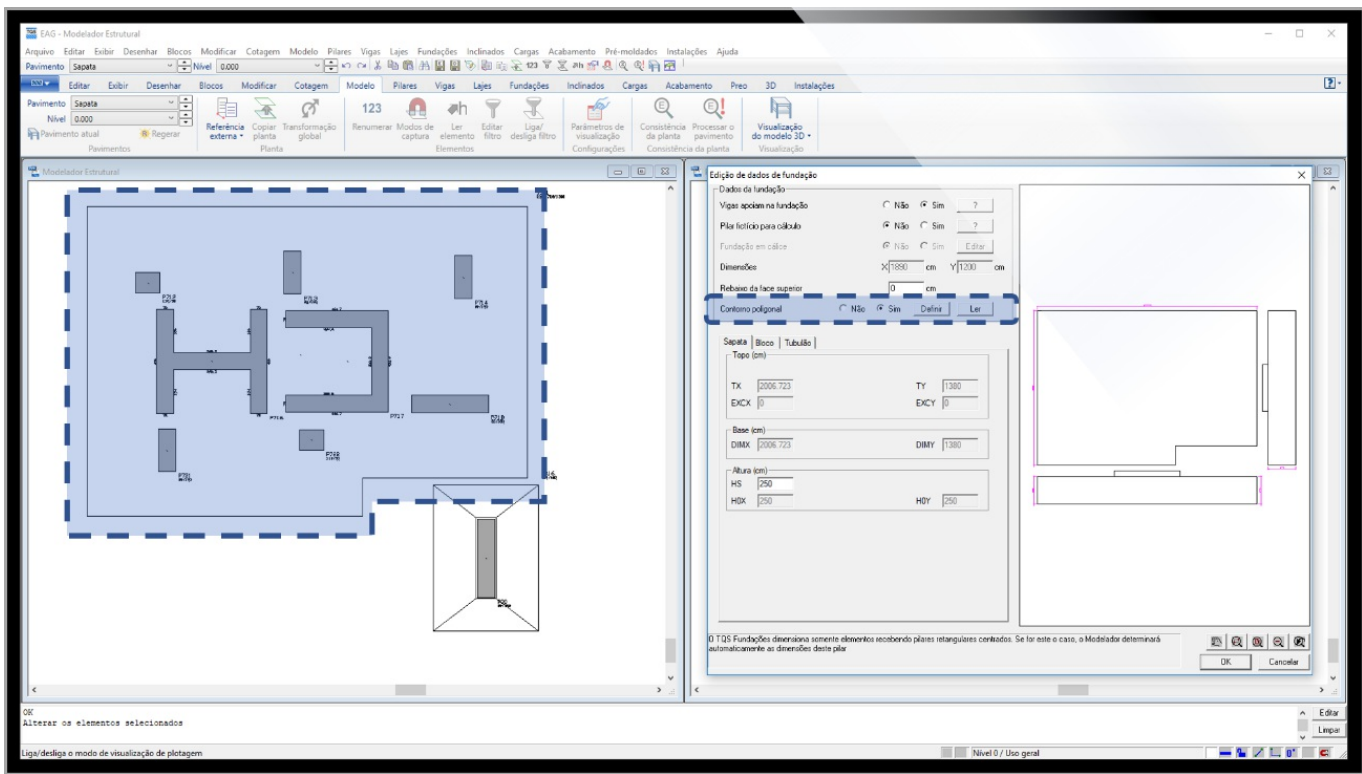 EAG - Modelador Estrutural
Arquivo Editar Exibir Desenhar Blocos Modificar Cotagem Modelo Pilares Vigas Lajes Fundações Inclinados Cargas Acabamento Pré-moldados Instalações Ajuda
Pavimento Sapata Nível 0.000
Editar Exibir Desenhar Blocos Modificar Cotagem Modelo Pilares Vigas Lajes Fundações Inclinados Cargas Acabamento Preo 3D Instalações
Pavimento Sapata
Nível 0.000
Pavimento atual Regerar
Pavimentos
Referência externa
Copiar planta
Transformação global
Planta
123
Renumerar
Modos de captura
Ler elemento
Editar filtro
Liga/ desliga filtro
Elementos
Parâmetros de visualização
Configurações
Consistência da planta
Processar o pavimento
Consistência da planta
Visualização do modelo 3D
Visualização
Modelador Estrutural
P717
Edição de dados de fundação
Dados da fundação
Vigas apoiam na fundação Não Sim ?
Pilar fictício para cálculo Não Sim ?
Fundação em cálice Não Sim Editar
Dimensões X 1890 cm Y 1200 cm
Rebaixo da face superior 0 cm
Contorno poligonal Não Sim Definir Ler
Sapata Bloco Tubulão
Topo (cm)
TX 2006.723 TY 1380
EXCX 0 EXCY 0
Base (cm)
DIMX 2006.723 DIMY 1380
Altura (cm)
HS 250
H0X 250 H0Y 250
O TQS Fundações dimensiona somente elementos recebendo pilares retangulares centrados. Se for este o caso, o Modelador determinará
automaticamente as dimensões deste pilar
OK Cancelar
OK
Alterar os elementos selecionados
Editar
Limpar
Liga/desliga o modo de visualização de plotagem
Nível 0 / Uso geral